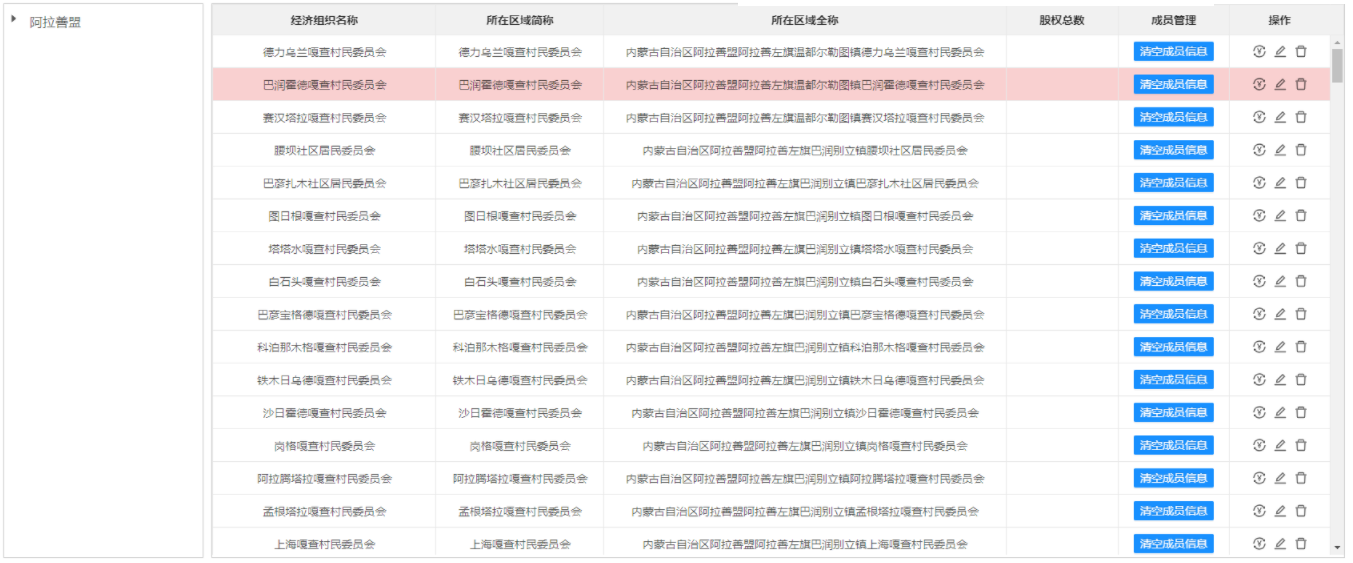 阿拉善盟
经济组织名称 所在区域简称 所在区域全称 股权总数 成员管理 操作
德力乌兰嘎查村民委员会 德力乌兰嘎查村民委员会 内蒙古自治区阿拉善盟阿拉善左旗温都尔勒图镇德力乌兰嘎查村民委员会 清空成员信息
巴润霍德嘎查村民委员会 巴润霍德嘎查村民委员会 内蒙古自治区阿拉善盟阿拉善左旗温都尔勒图镇巴润霍德嘎查村民委员会 清空成员信息
赛汉塔拉嘎查村民委员会 赛汉塔拉嘎查村民委员会 内蒙古自治区阿拉善盟阿拉善左旗温都尔勒图镇赛汉塔拉嘎查村民委员会 清空成员信息
腰坝社区居民委员会 腰坝社区居民委员会 内蒙古自治区阿拉善盟阿拉善左旗巴润别立镇腰坝社区居民委员会 清空成员信息
巴彦扎木社区居民委员会 巴彦扎木社区居民委员会 内蒙古自治区阿拉善盟阿拉善左旗巴润别立镇巴彦扎木社区居民委员会 清空成员信息
图日根嘎查村民委员会 图日根嘎查村民委员会 内蒙古自治区阿拉善盟阿拉善左旗巴润别立镇图日根嘎查村民委员会 清空成员信息
塔塔水嘎查村民委员会 塔塔水嘎查村民委员会 内蒙古自治区阿拉善盟阿拉善左旗巴润别立镇塔塔水嘎查村民委员会 清空成员信息
白石头嘎查村民委员会 白石头嘎查村民委员会 内蒙古自治区阿拉善盟阿拉善左旗巴润别立镇白石头嘎查村民委员会 清空成员信息
巴彦宝格德嘎查村民委员会 巴彦宝格德嘎查村民委员会 内蒙古自治区阿拉善盟阿拉善左旗巴润别立镇巴彦宝格德嘎查村民委员会 清空成员信息
科泊那木格嘎查村民委员会 科泊那木格嘎查村民委员会 内蒙古自治区阿拉善盟阿拉善左旗巴润别立镇科泊那木格嘎查村民委员会 清空成员信息
铁木日乌德嘎查村民委员会 铁木日乌德嘎查村民委员会 内蒙古自治区阿拉善盟阿拉善左旗巴润别立镇铁木日乌德嘎查村民委员会 清空成员信息
沙日霍德嘎查村民委员会 沙日霍德嘎查村民委员会 内蒙古自治区阿拉善盟阿拉善左旗巴润别立镇沙日霍德嘎查村民委员会 清空成员信息
岗格嘎查村民委员会 岗格嘎查村民委员会 内蒙古自治区阿拉善盟阿拉善左旗巴润别立镇岗格嘎查村民委员会 清空成员信息
阿拉腾塔拉嘎查村民委员会 阿拉腾塔拉嘎查村民委员会 内蒙古自治区阿拉善盟阿拉善左旗巴润别立镇阿拉腾塔拉嘎查村民委员会 清空成员信息
孟根塔拉嘎查村民委员会 孟根塔拉嘎查村民委员会 内蒙古自治区阿拉善盟阿拉善左旗巴润别立镇孟根塔拉嘎查村民委员会 清空成员信息
上海嘎查村民委员会 上海嘎查村民委员会 内蒙古自治区阿拉善盟阿拉善左旗巴润别立镇上海嘎查村民委员会 清空成员信息